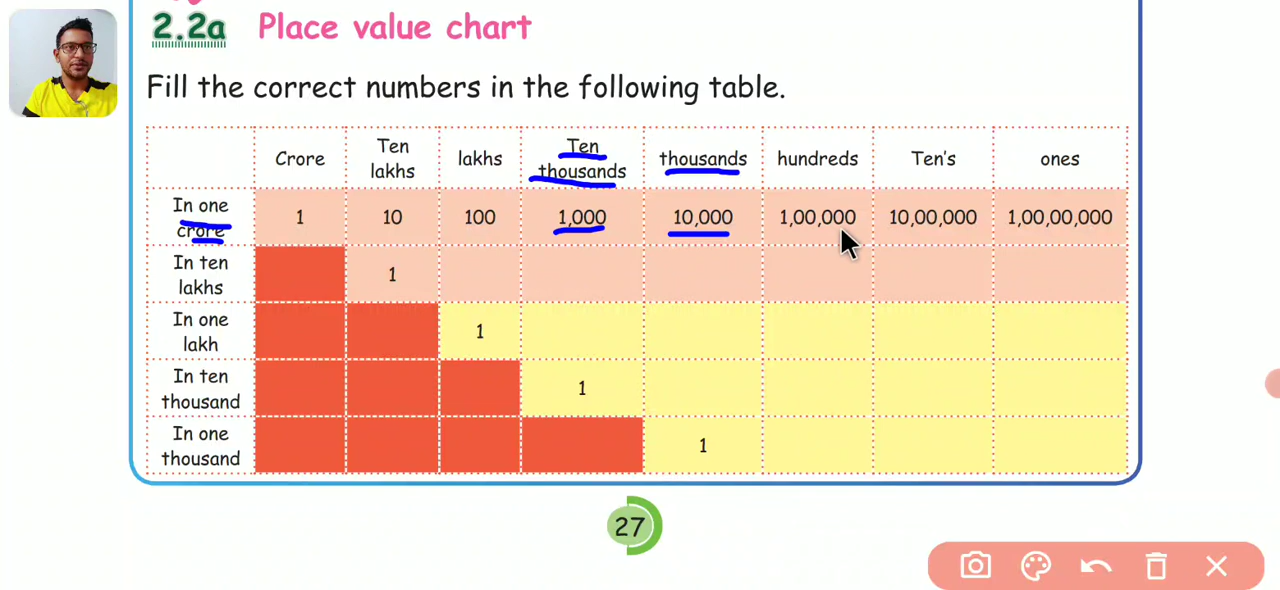 2.2a Place value chart
Fill the correct numbers in the following table.
Crore Ten lakhs lakhs Ten thousands thousands hundreds Ten's ones
In one crore 1 10 100 1,000 10,000 1,00,000 10,00,000 1,00,00,000
In ten lakhs 1
In one lakh 1
In ten thousand 1
In one thousand 1
27